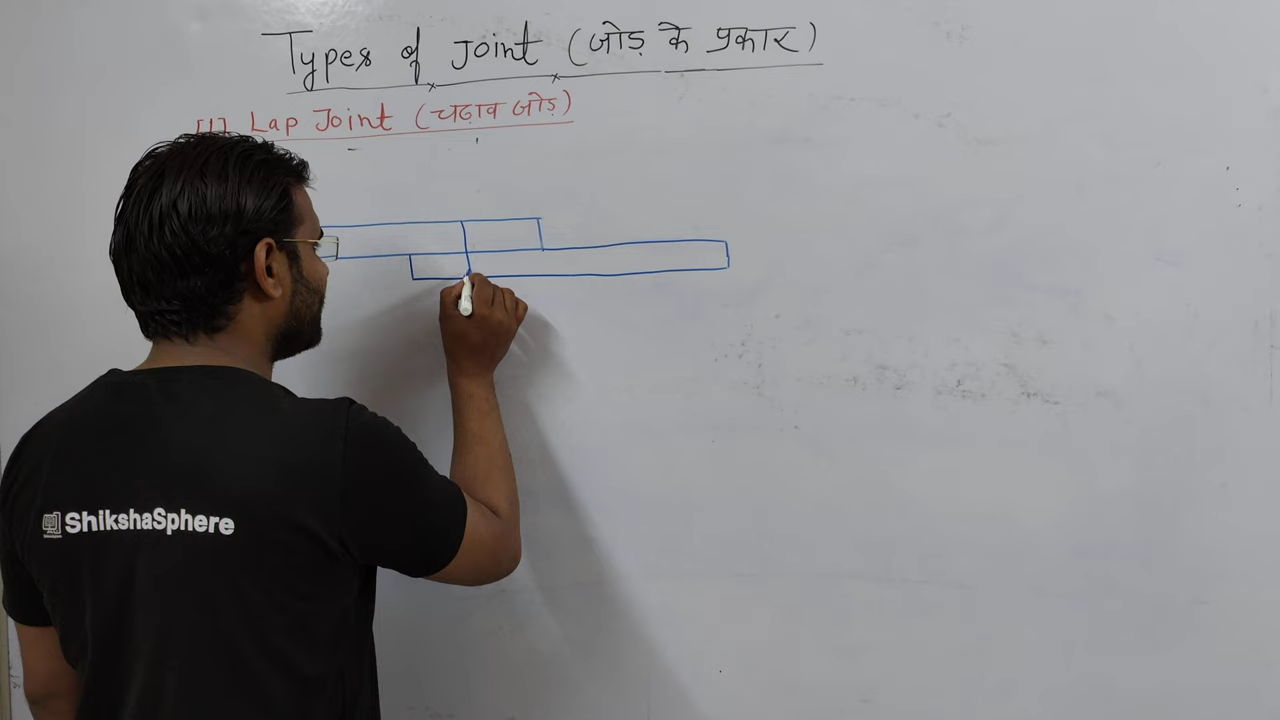 Types of Joint (जोड़ के प्रकार)
[1] Lap Joint (चढ़ाव जोड़)
ShikshaSphere